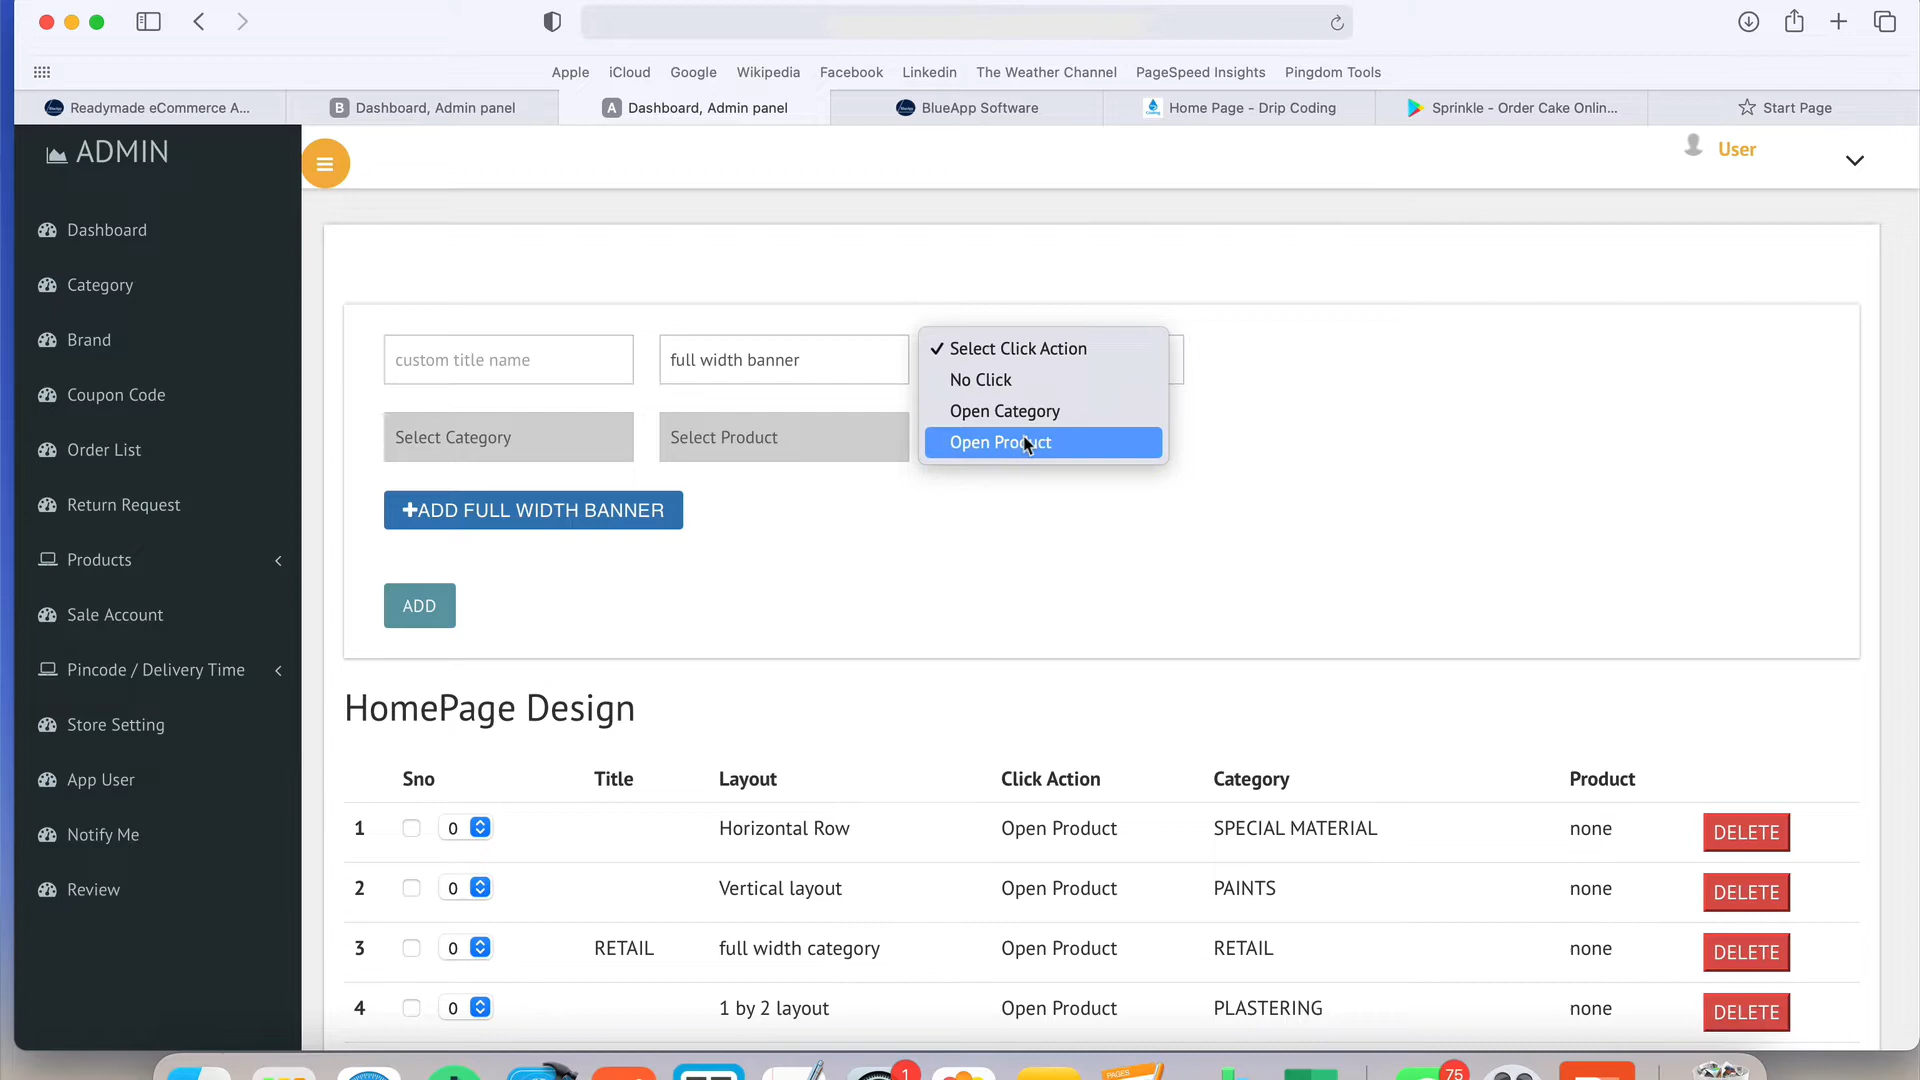 Apple iCloud Google Wikipedia Facebook Linkedin The Weather Channel PageSpeed Insights Pingdom Tools
Readymade eCommerce A... B Dashboard, Admin panel A Dashboard, Admin panel BlueApp Software Home Page - Drip Coding Sprinkle - Order Cake Onlin... Start Page
ADMIN
User
Dashboard
Category
Brand
Coupon Code
Order List
Return Request
Products
Sale Account
Pincode / Delivery Time
Store Setting
App User
Notify Me
Review
custom title name full width banner
Select Click Action
No Click
Open Category
Open Product
Select Category Select Product
+ADD FULL WIDTH BANNER
ADD
HomePage Design
Sno Title Layout Click Action Category Product
1 0 Horizontal Row Open Product SPECIAL MATERIAL none DELETE
2 0 Vertical layout Open Product PAINTS none DELETE
3 0 RETAIL full width category Open Product RETAIL none DELETE
4 0 1 by 2 layout Open Product PLASTERING none DELETE
PAGES
1
75